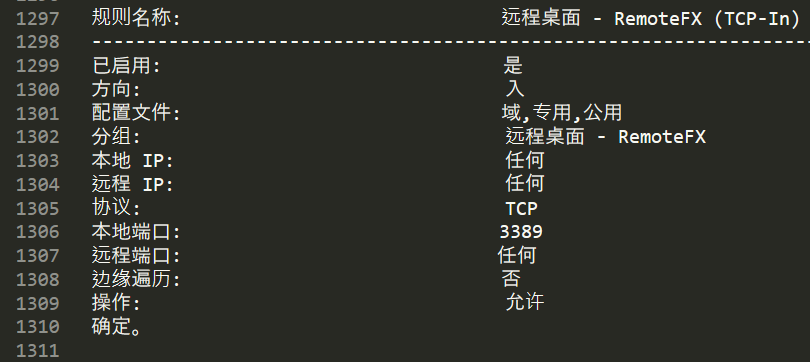 1297 规则名称: 远程桌面 - RemoteFX (TCP-In)
1298 ----------------------------------------------------------------------
1299 已启用: 是
1300 方向: 入
1301 配置文件: 域,专用,公用
1302 分组: 远程桌面 - RemoteFX
1303 本地 IP: 任何
1304 远程 IP: 任何
1305 协议: TCP
1306 本地端口: 3389
1307 远程端口: 任何
1308 边缘遍历: 否
1309 操作: 允许
1310 确定。
1311